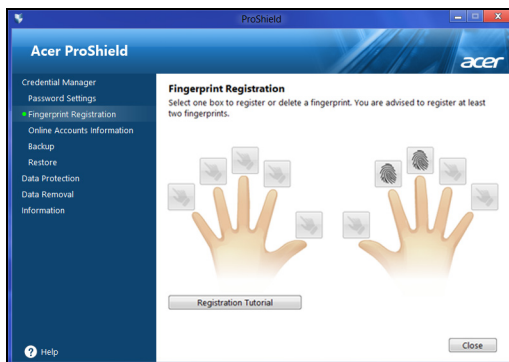 ProShield
Acer ProShield
acer
Credential Manager
Password Settings
Fingerprint Registration
Online Accounts Information
Backup
Restore
Data Protection
Data Removal
Information
Help
Fingerprint Registration
Select one box to register or delete a fingerprint. You are advised to register at least
two fingerprints.
Registration Tutorial
Close